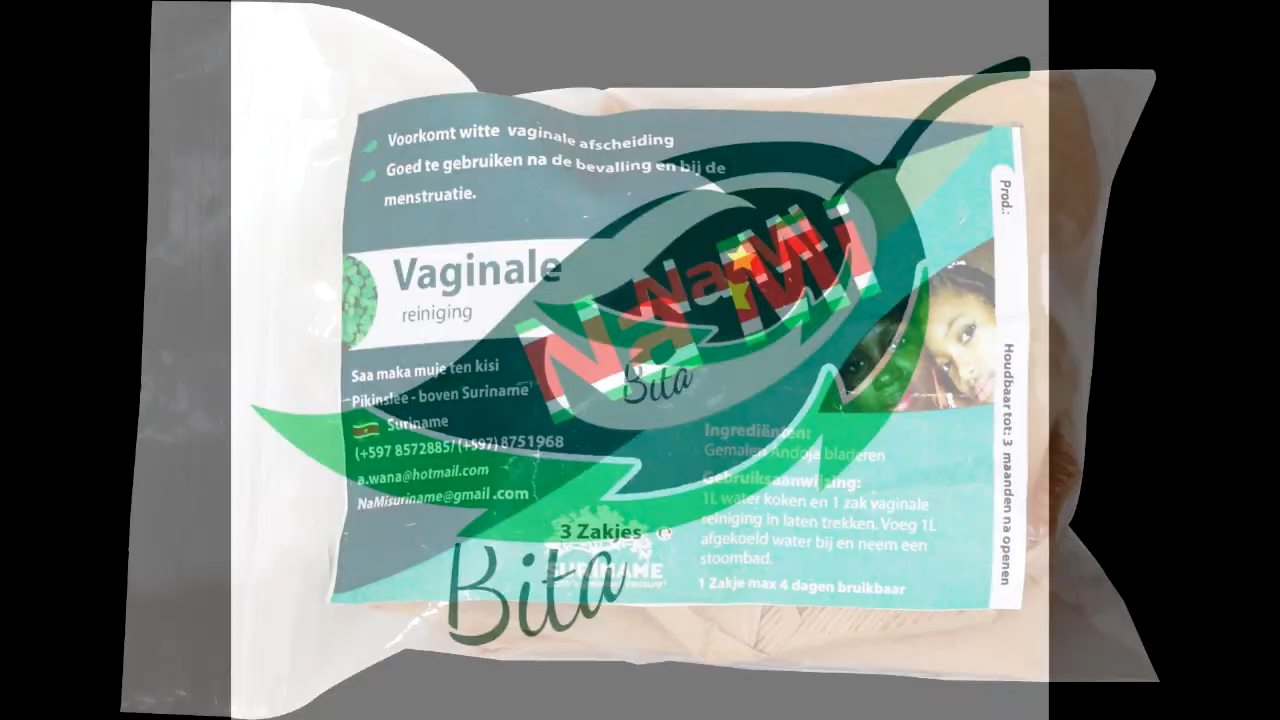 Voorkomt witte vaginale afscheiding
Goed te gebruiken na de bevalling en bij de
menstruatie.
Vaginale
reiniging
Saa maka muje ten kisi
Pikinslee - boven Suriname
Suriname
(+597 8572885/ (+597) 8751968
a.wana@hotmail.com
NaMisuriname@gmail.com
NaMi
Bita
NaMi
Bita
3 Zakjes e
SURINAME
Ingrediënten:
Gemalen Andoja bladeren
Gebruiksaanwijzing:
1L water koken en 1 zak vaginale
reiniging in laten trekken. Voeg 1L
afgekoeld water bij en neem een
stoombad.
1 Zakje max 4 dagen bruikbaar
Prod.:
Houdbaar tot: 3 maanden na openen